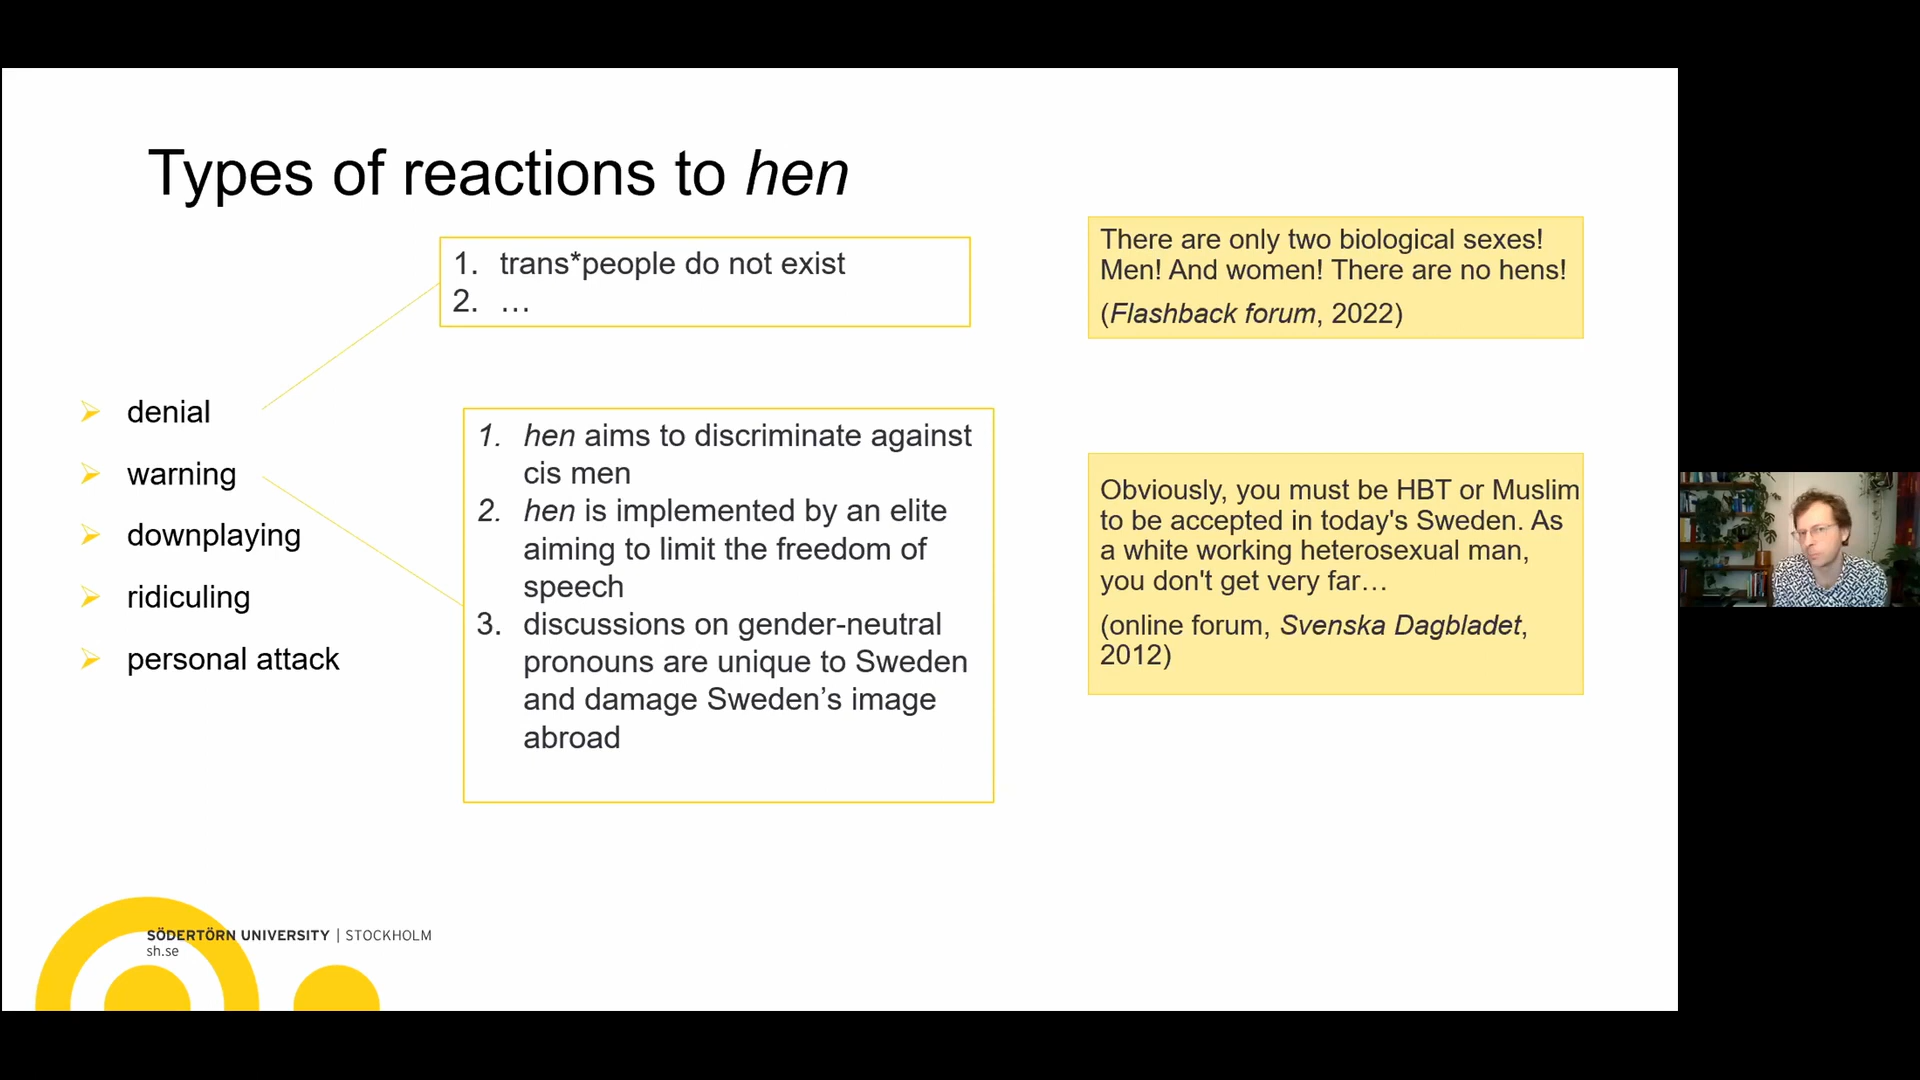 Types of reactions to hen
1. trans*people do not exist
2. …
There are only two biological sexes!
Men! And women! There are no hens!
(Flashback forum, 2022)
denial
warning
downplaying
ridiculing
personal attack
1. hen aims to discriminate against
cis men
2. hen is implemented by an elite
aiming to limit the freedom of
speech
3. discussions on gender-neutral
pronouns are unique to Sweden
and damage Sweden’s image
abroad
Obviously, you must be HBT or Muslim
to be accepted in today's Sweden. As
a white working heterosexual man,
you don't get very far…
(online forum, Svenska Dagbladet,
2012)
SÖDERTÖRN UNIVERSITY | STOCKHOLM
sh.se